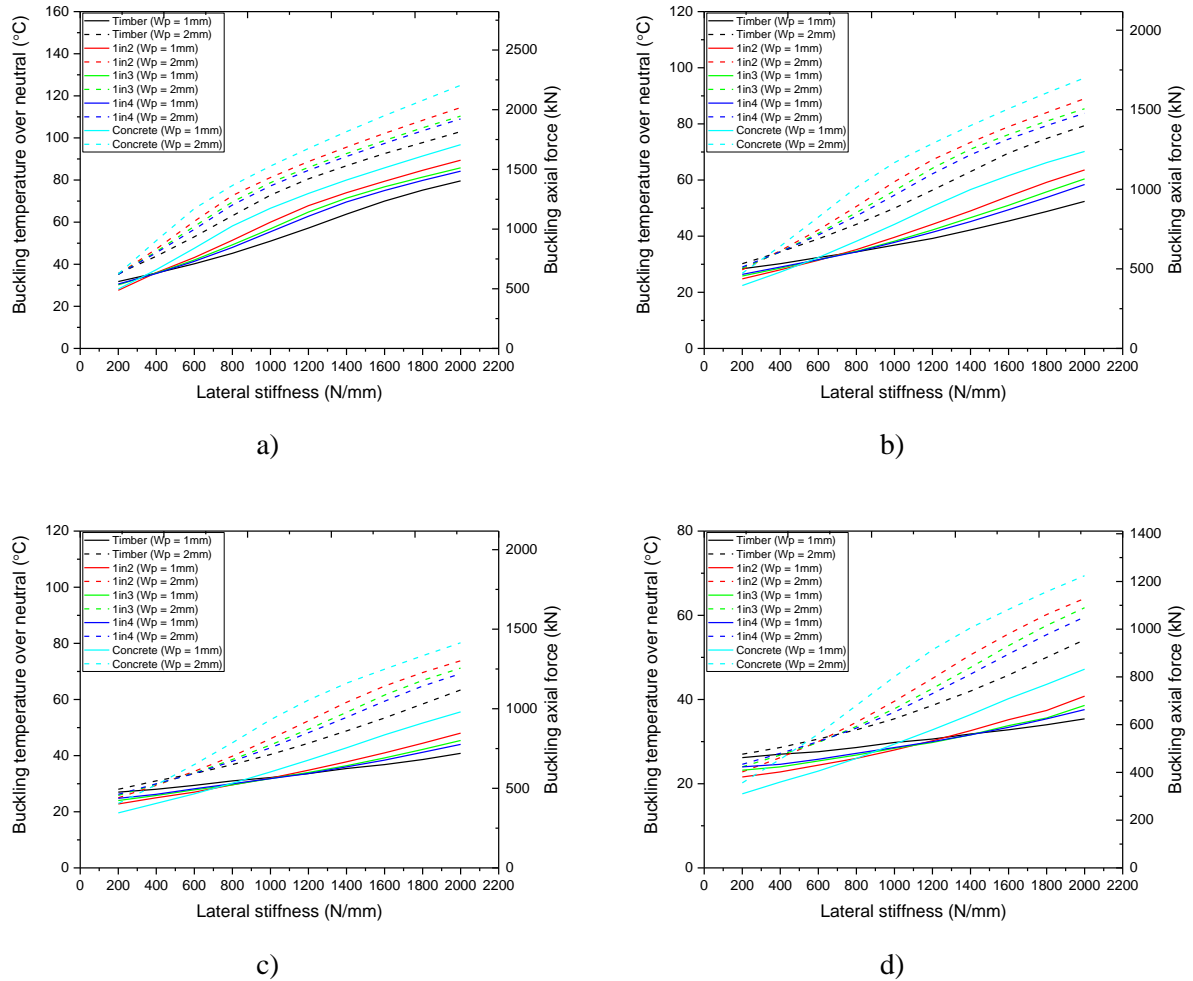 160
140
120
100
80
60
40
20
0
Buckling temperature over neutral (°C)
Timber (Wp = 1mm)
Timber (Wp = 2mm)
1in2 (Wp = 1mm)
1in2 (Wp = 2mm)
1in3 (Wp = 1mm)
1in3 (Wp = 2mm)
1in4 (Wp = 1mm)
1in4 (Wp = 2mm)
Concrete (Wp = 1mm)
Concrete (Wp = 2mm)
2500
2000
1500
1000
500
0
Buckling axial force (kN)
0 200 400 600 800 1000 1200 1400 1600 1800 2000 2200
Lateral stiffness (N/mm)
a)
120
100
80
60
40
20
0
Buckling temperature over neutral (°C)
Timber (Wp = 1mm)
Timber (Wp = 2mm)
1in2 (Wp = 1mm)
1in2 (Wp = 2mm)
1in3 (Wp = 1mm)
1in3 (Wp = 2mm)
1in4 (Wp = 1mm)
1in4 (Wp = 2mm)
Concrete (Wp = 1mm)
Concrete (Wp = 2mm)
2000
1500
1000
500
0
Buckling axial force (kN)
0 200 400 600 800 1000 1200 1400 1600 1800 2000 2200
Lateral stiffness (N/mm)
b)
120
100
80
60
40
20
0
Buckling temperature over neutral (°C)
Timber (Wp = 1mm)
Timber (Wp = 2mm)
1in2 (Wp = 1mm)
1in2 (Wp = 2mm)
1in3 (Wp = 1mm)
1in3 (Wp = 2mm)
1in4 (Wp = 1mm)
1in4 (Wp = 2mm)
Concrete (Wp = 1mm)
Concrete (Wp = 2mm)
2000
1500
1000
500
0
Buckling axial force (kN)
0 200 400 600 800 1000 1200 1400 1600 1800 2000 2200
Lateral stiffness (N/mm)
c)
80
60
40
20
0
Buckling temperature over neutral (°C)
Timber (Wp = 1mm)
Timber (Wp = 2mm)
1in2 (Wp = 1mm)
1in2 (Wp = 2mm)
1in3 (Wp = 1mm)
1in3 (Wp = 2mm)
1in4 (Wp = 1mm)
1in4 (Wp = 2mm)
Concrete (Wp = 1mm)
Concrete (Wp = 2mm)
1400
1200
1000
800
600
400
200
0
Buckling axial force (kN)
0 200 400 600 800 1000 1200 1400 1600 1800 2000 2200
Lateral stiffness (N/mm)
d)